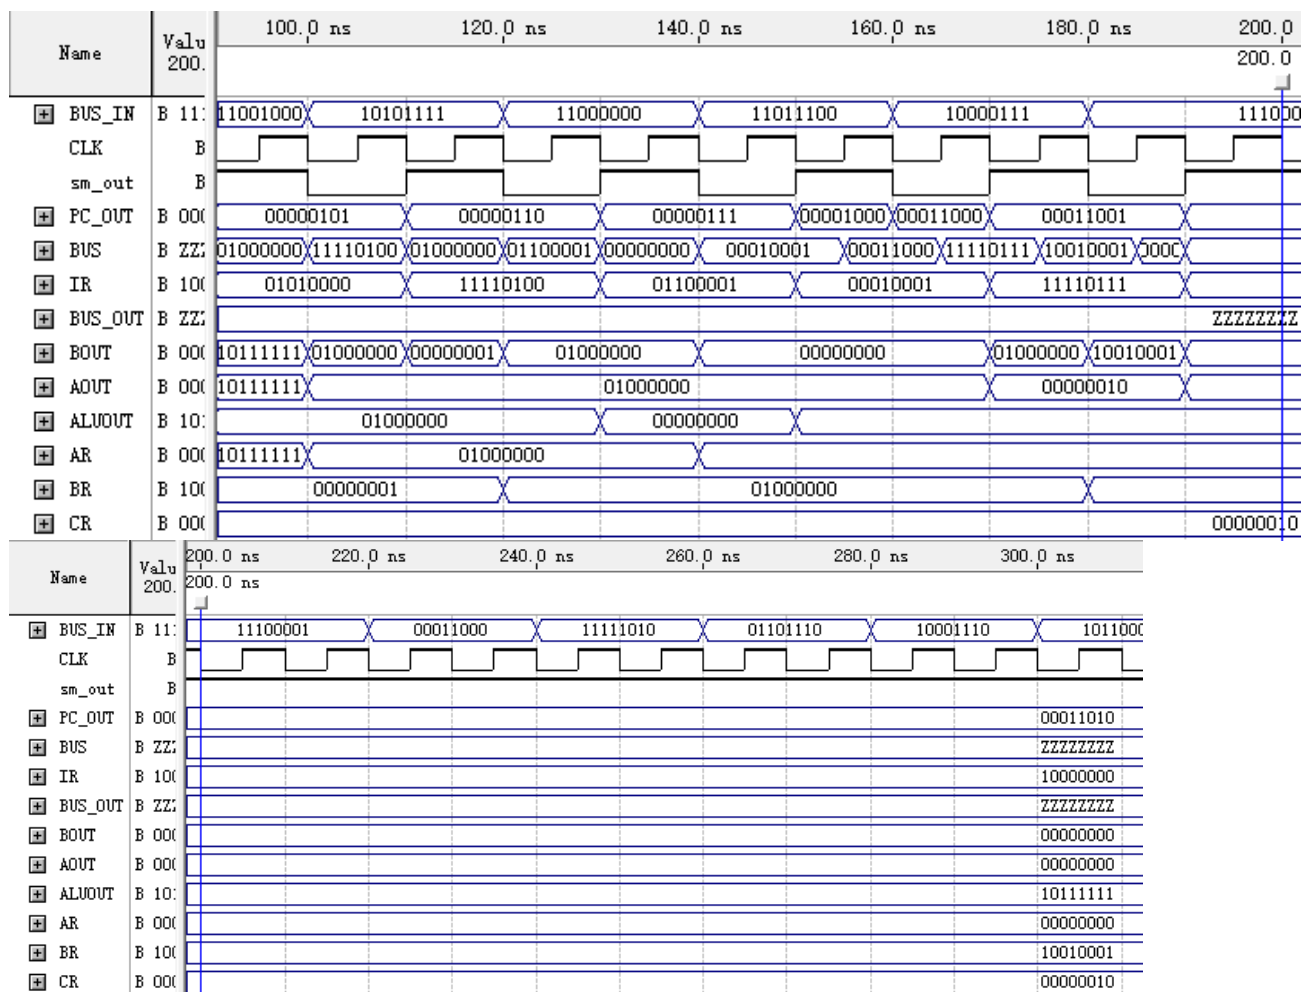 Name Valu 200. 100.0 ns 120.0 ns 140.0 ns 160.0 ns 180.0 ns 200.0
200.0
BUS_IN B 11: 11001000 10101111 11000000 11011100 10000111 111000
CLK B
sm_out B
PC_OUT B 000 00000101 00000110 00000111 00001000 00011000 00011001
BUS B ZZZ 01000000 11110100 01000000 01100001 00000000 00010001 00011000 11110111 10010001
IR B 100 01010000 11110100 01100001 00010001 11110111
BUS_OUT B ZZZ ZZZZZZZZ
BOUT B 000 10111111 01000000 00000001 01000000 00000000 01000000 10010001
AOUT B 000 10111111 01000000 00000010
ALUOUT B 10: 01000000 00000000
AR B 000 10111111 01000000
BR B 100 00000001 01000000
CR B 000 00000010
Name Valu 200. 200.0 ns 220.0 ns 240.0 ns 260.0 ns 280.0 ns 300.0 ns
200.0 ns
BUS_IN B 11: 11100001 00011000 11111010 01101110 10001110 1011000
CLK B
sm_out B
PC_OUT B 000 00011010
BUS B ZZZ ZZZZZZZZ
IR B 100 10000000
BUS_OUT B ZZZ ZZZZZZZZ
BOUT B 000 00000000
AOUT B 000 00000000
ALUOUT B 10: 10111111
AR B 000 00000000
BR B 100 10010001
CR B 000 00000010